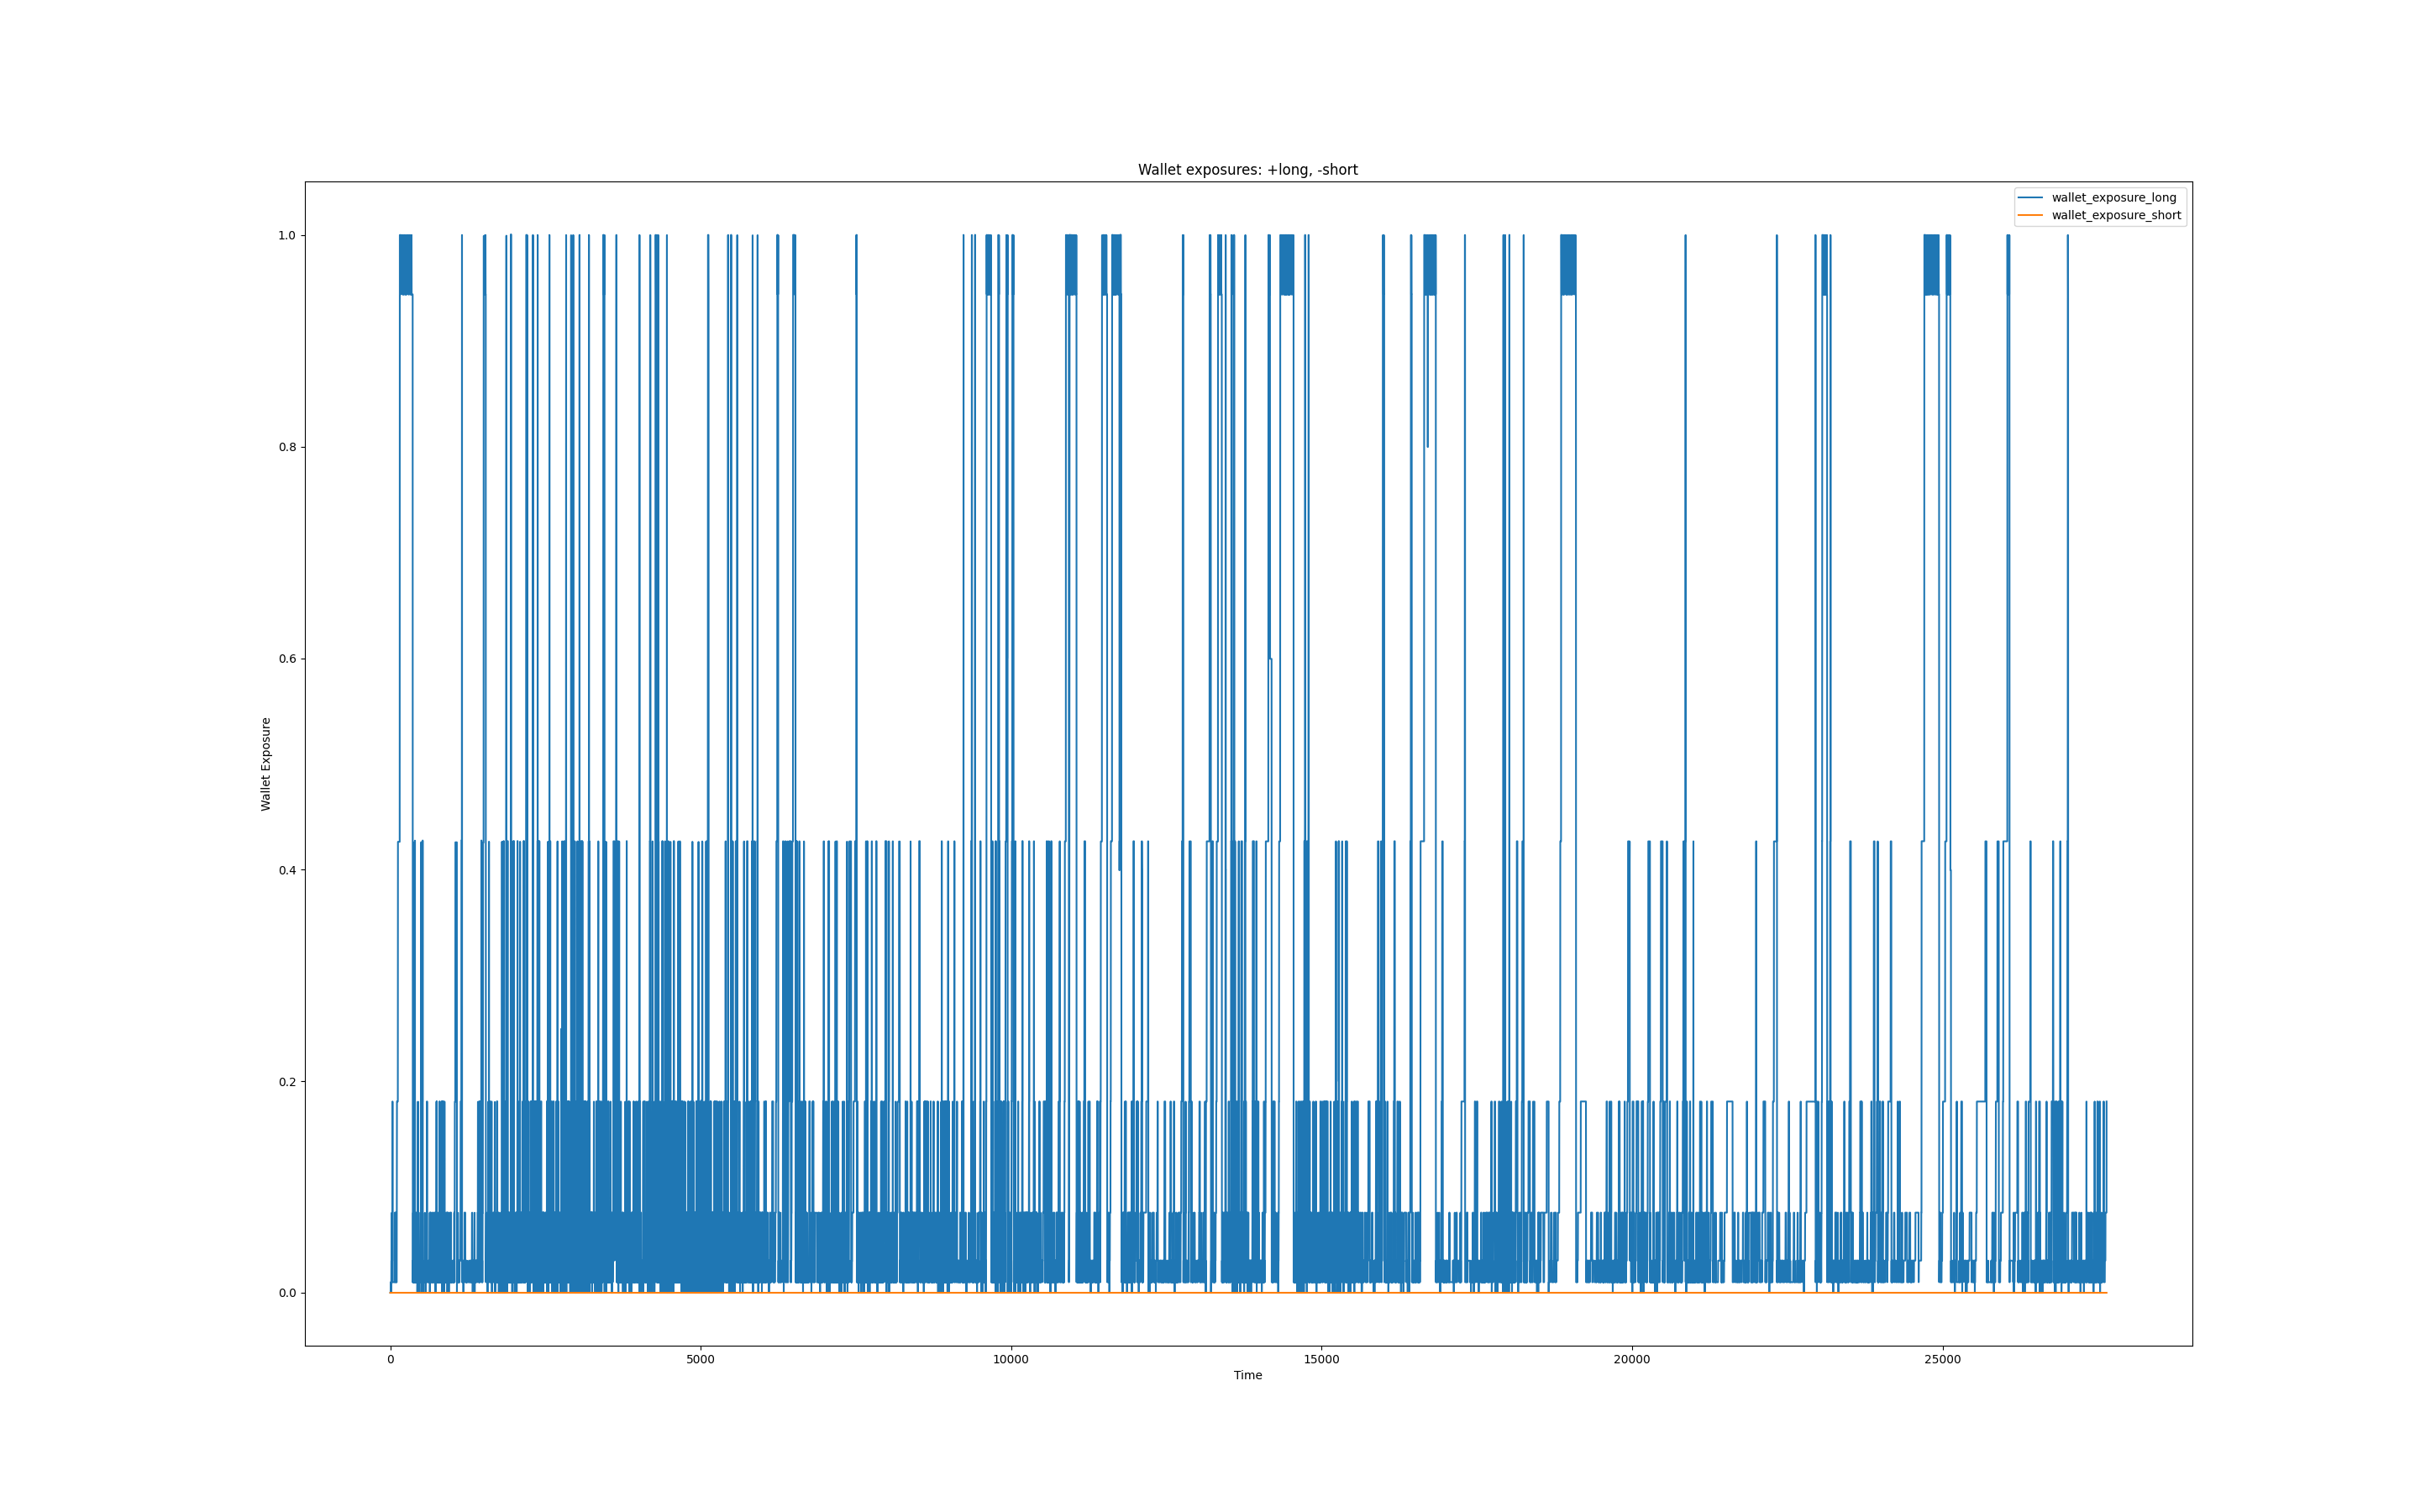 Wallet exposures: +long, -short
wallet_exposure_long
wallet_exposure_short
1.0
0.8
0.6
0.4
0.2
0.0
Wallet Exposure
0 5000 10000 15000 20000 25000
Time